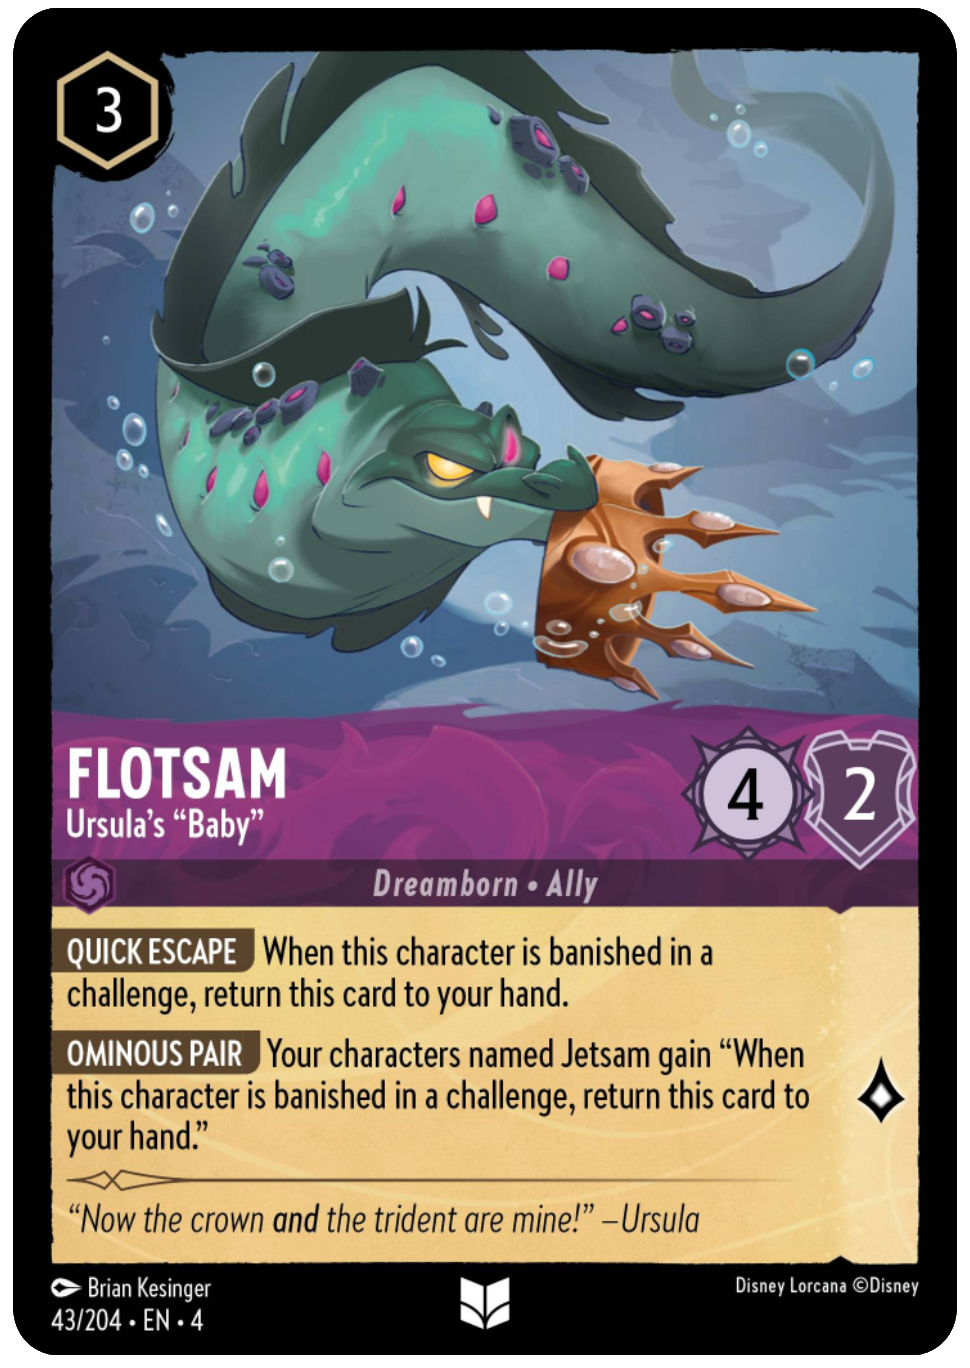 3
FLOTSAM
Ursula's “Baby”
4
2
Dreamborn • Ally
QUICK ESCAPE When this character is banished in a
challenge, return this card to your hand.
OMINOUS PAIR Your characters named Jetsam gain “When
this character is banished in a challenge, return this card to
your hand.”
“Now the crown and the trident are mine!” –Ursula
Brian Kesinger
43/204 • EN • 4
Disney Lorcana ©Disney